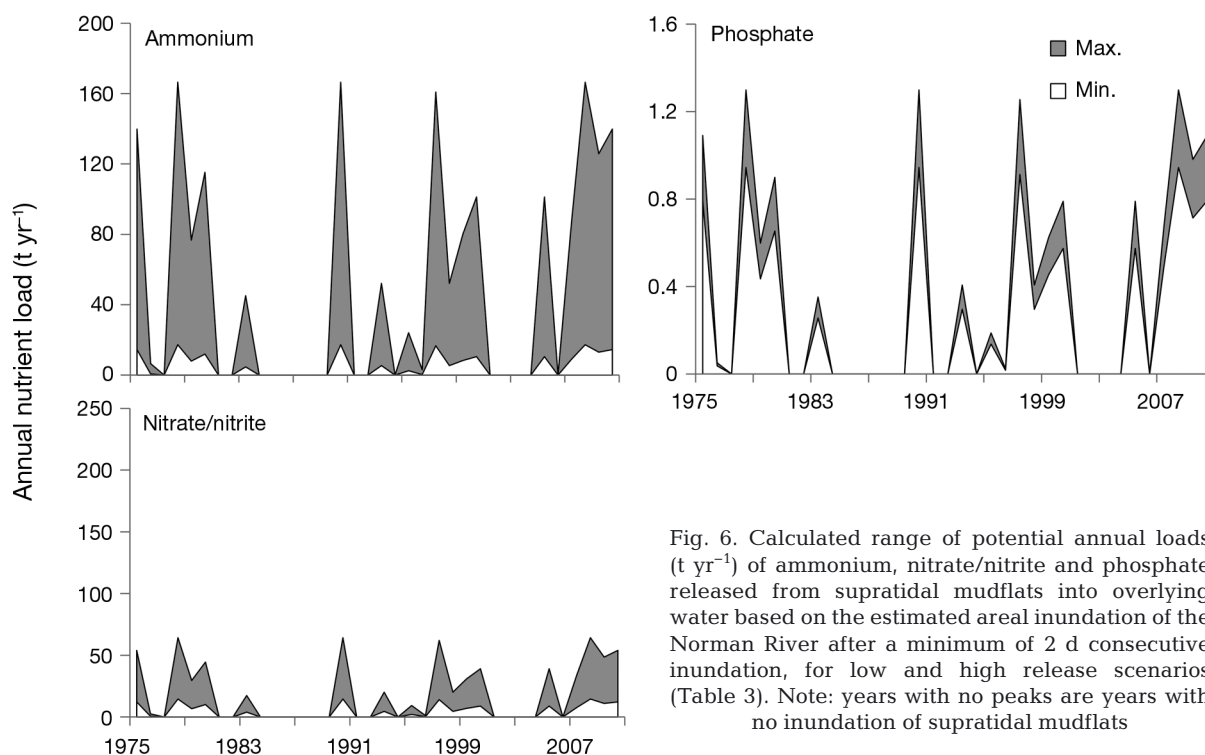 Annual nutrient load (t yr⁻¹)
200
160
120
80
40
0
Ammonium
1.6
1.2
0.8
0.4
0
Phosphate
Max.
Min.
1975 1983 1991 1999 2007
250
200
150
100
50
0
Nitrate/nitrite
1975 1983 1991 1999 2007
Fig. 6. Calculated range of potential annual loads
(t yr⁻¹) of ammonium, nitrate/nitrite and phosphate
released from supratidal mudflats into overlying
water based on the estimated areal inundation of the
Norman River after a minimum of 2 d consecutive
inundation, for low and high release scenarios
(Table 3). Note: years with no peaks are years with
no inundation of supratidal mudflats